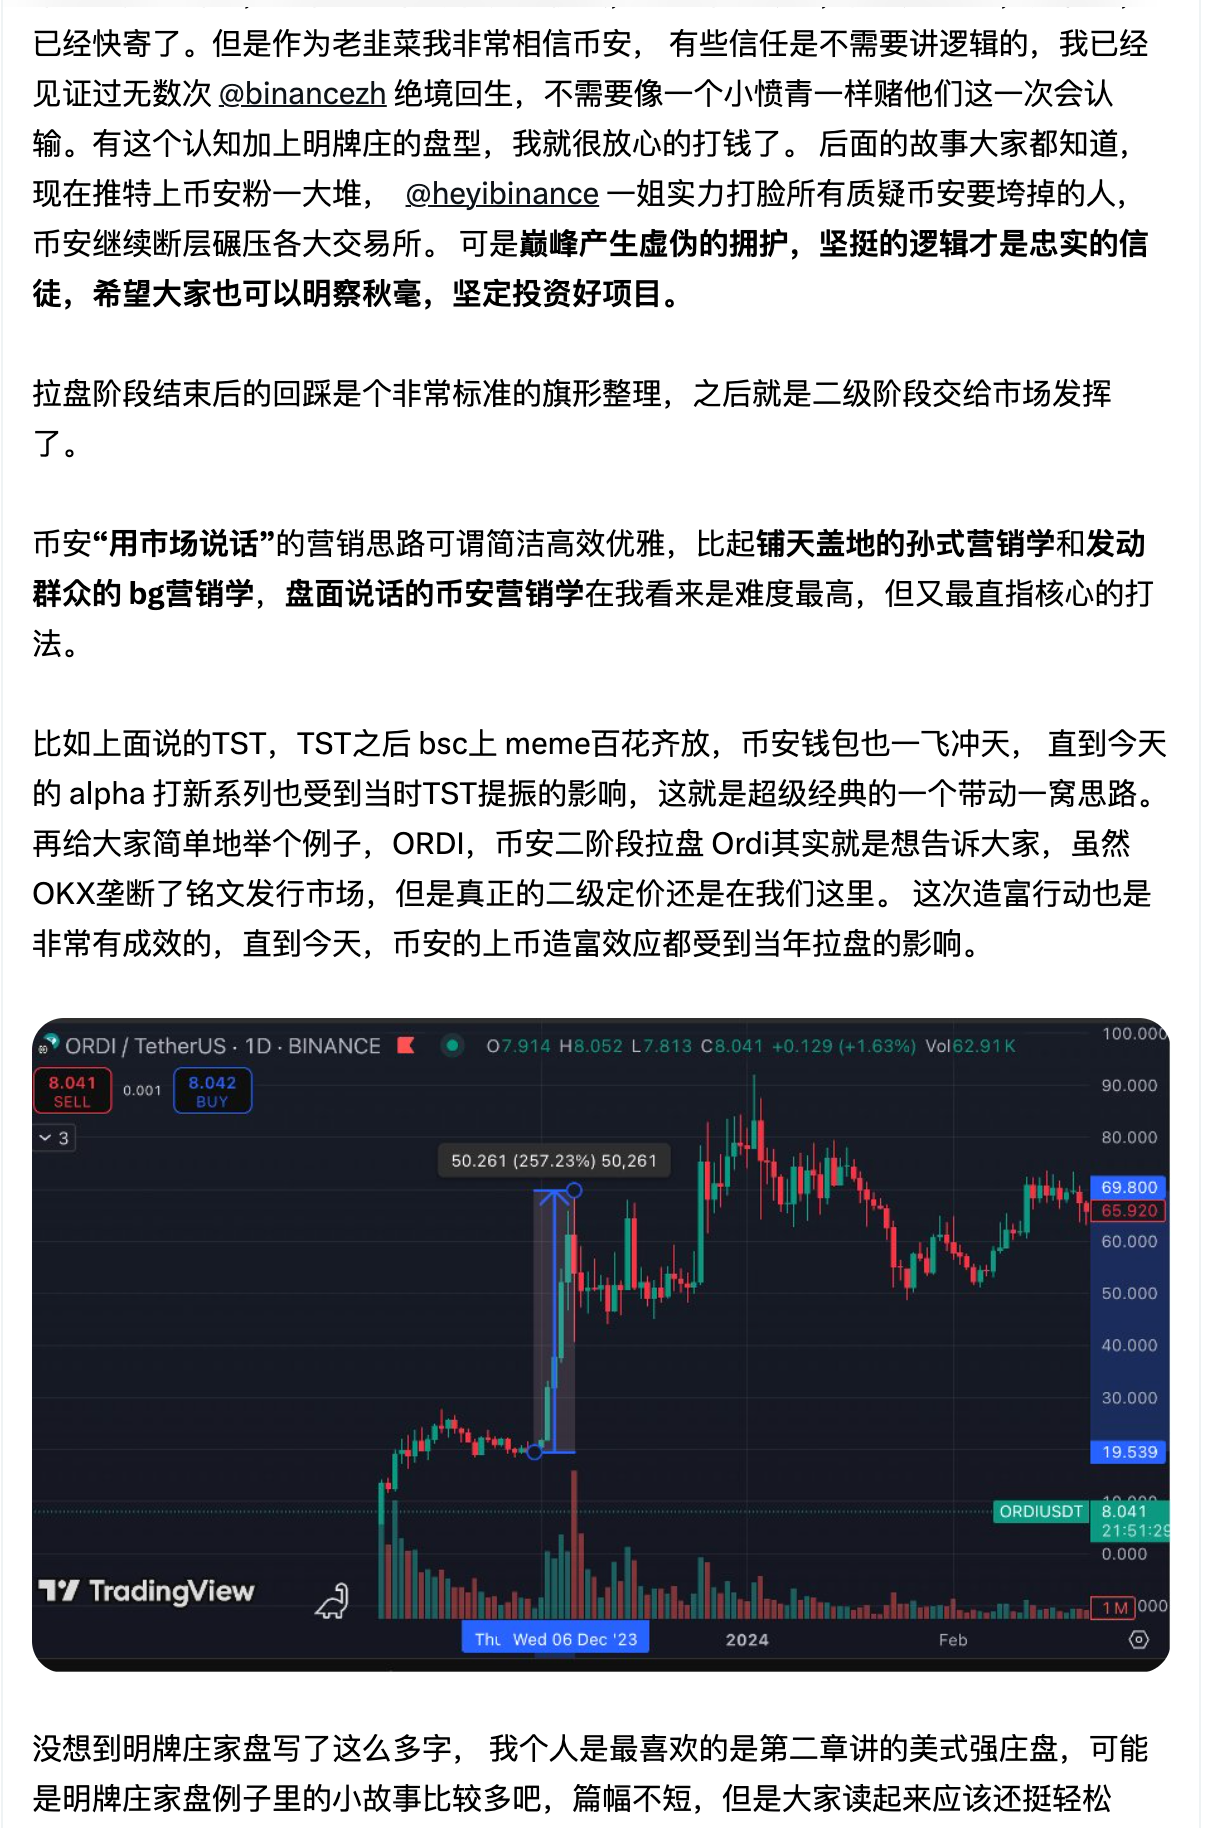 已经快寄了。但是作为老韭菜我非常相信币安， 有些信任是不需要讲逻辑的，我已经
见证过无数次 @binancezh 绝境回生，不需要像一个小愤青一样赌他们这一次会认
输。有这个认知加上明牌庄的盘型，我就很放心的打钱了。 后面的故事大家都知道，
现在推特上币安粉一大堆， @heyibinance 一姐实力打脸所有质疑币安要垮掉的人，
币安继续断层碾压各大交易所。 可是巅峰产生虚伪的拥护，坚挺的逻辑才是忠实的信
徒，希望大家也可以明察秋毫，坚定投资好项目。
拉盘阶段结束后的回踩是个非常标准的旗形整理，之后就是二级阶段交给市场发挥
了。
币安“用市场说话”的营销思路可谓简洁高效优雅，比起铺天盖地的孙式营销学和发动
群众的 bg营销学，盘面说话的币安营销学在我看来是难度最高，但又最直指核心的打
法。
比如上面说的TST，TST之后 bsc上 meme百花齐放，币安钱包也一飞冲天， 直到今天
的 alpha 打新系列也受到当时TST提振的影响，这就是超级经典的一个带动一窝思路。
再给大家简单地举个例子，ORDI，币安二阶段拉盘 Ordi其实就是想告诉大家，虽然
OKX垄断了铭文发行市场，但是真正的二级定价还是在我们这里。 这次造富行动也是
非常有成效的，直到今天，币安的上币造富效应都受到当年拉盘的影响。
ORDI / TetherUS · 1D · BINANCE O7.914 H8.052 L7.813 C8.041 +0.129 (+1.63%) Vol62.91K
100.000
8.041 SELL 0.001 8.042 BUY
90.000
3
80.000
50.261 (257.23%) 50,261
69.800
65.920
60.000
50.000
40.000
30.000
19.539
ORDIUSDT 8.041
21:51:29
0.000
TradingView
1M
Wed 06 Dec '23 2024 Feb
没想到明牌庄家盘写了这么多字， 我个人是最喜欢的是第二章讲的美式强庄盘，可能
是明牌庄家盘例子里的小故事比较多吧，篇幅不短，但是大家读起来应该还挺轻松